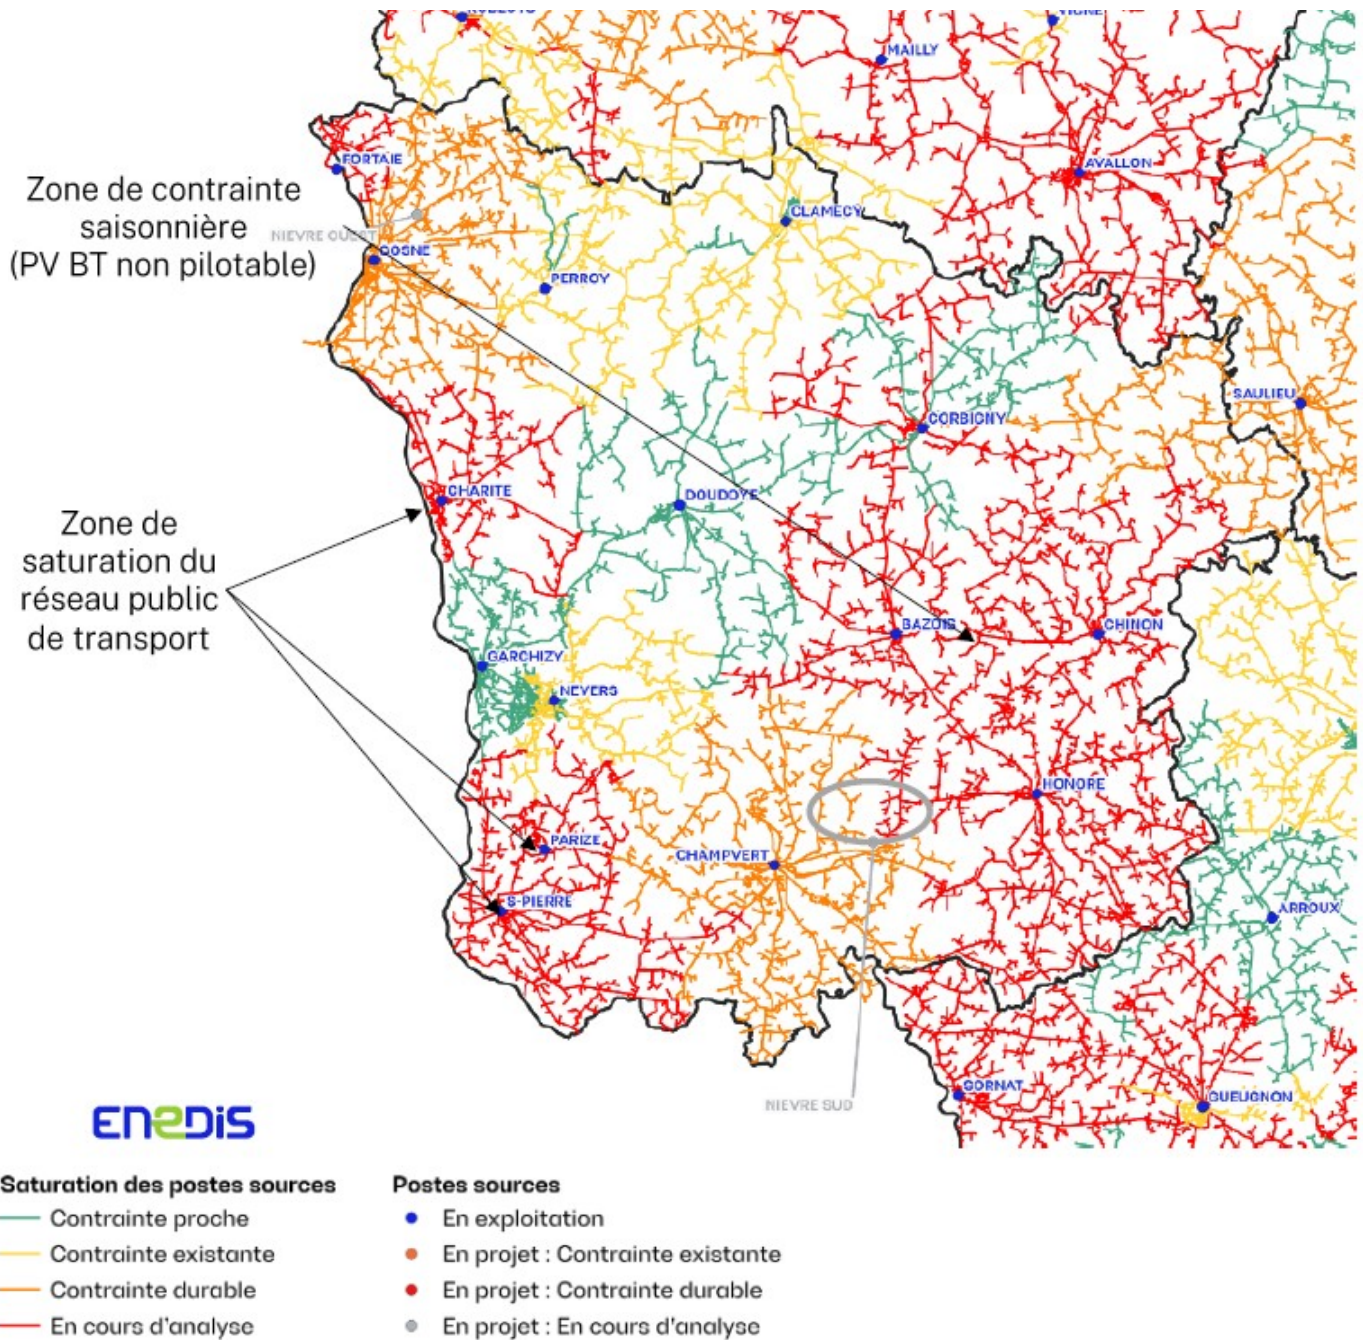 MAILLY
FORTAIE
AVALLON
Zone de contrainte
saisonnière
(PV BT non pilotable)
CLAMECY
NIEVRE OUEST
COSNE
PERROY
SAULIEU
CORBIGNY
CHARITE
DOUDOYE
Zone de
saturation du
réseau public
de transport
BAZOIS
CHINON
GARCHIZY
NEVERS
HONORE
PARIZE
CHAMPVERT
S-PIERRE
ARROUX
NIEVRE SUD
CORNAT
GUEUGNON
ENEDIS
Saturation des postes sources
Contrainte proche
Contrainte existante
Contrainte durable
En cours d'analyse
Postes sources
En exploitation
En projet : Contrainte existante
En projet : Contrainte durable
En projet : En cours d'analyse